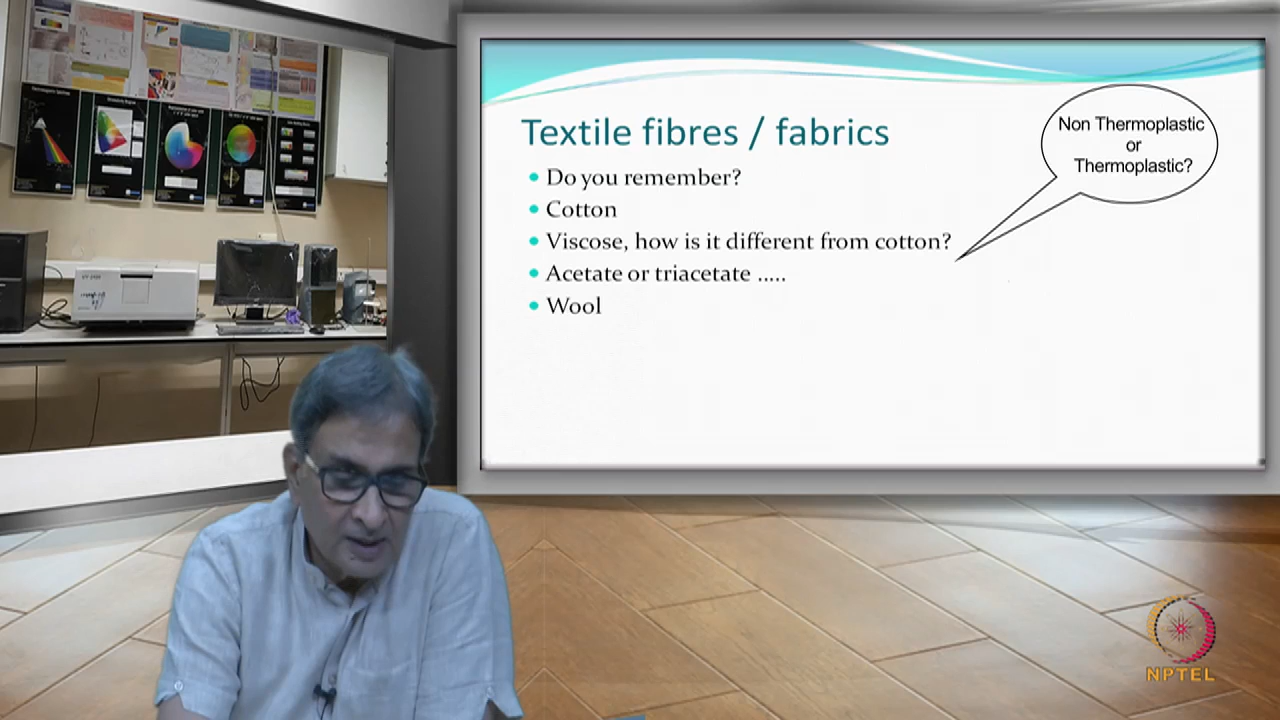 Textile fibres / fabrics
Do you remember?
Cotton
Viscose, how is it different from cotton?
Acetate or triacetate .....
Wool
Non Thermoplastic
or
Thermoplastic?
NPTEL